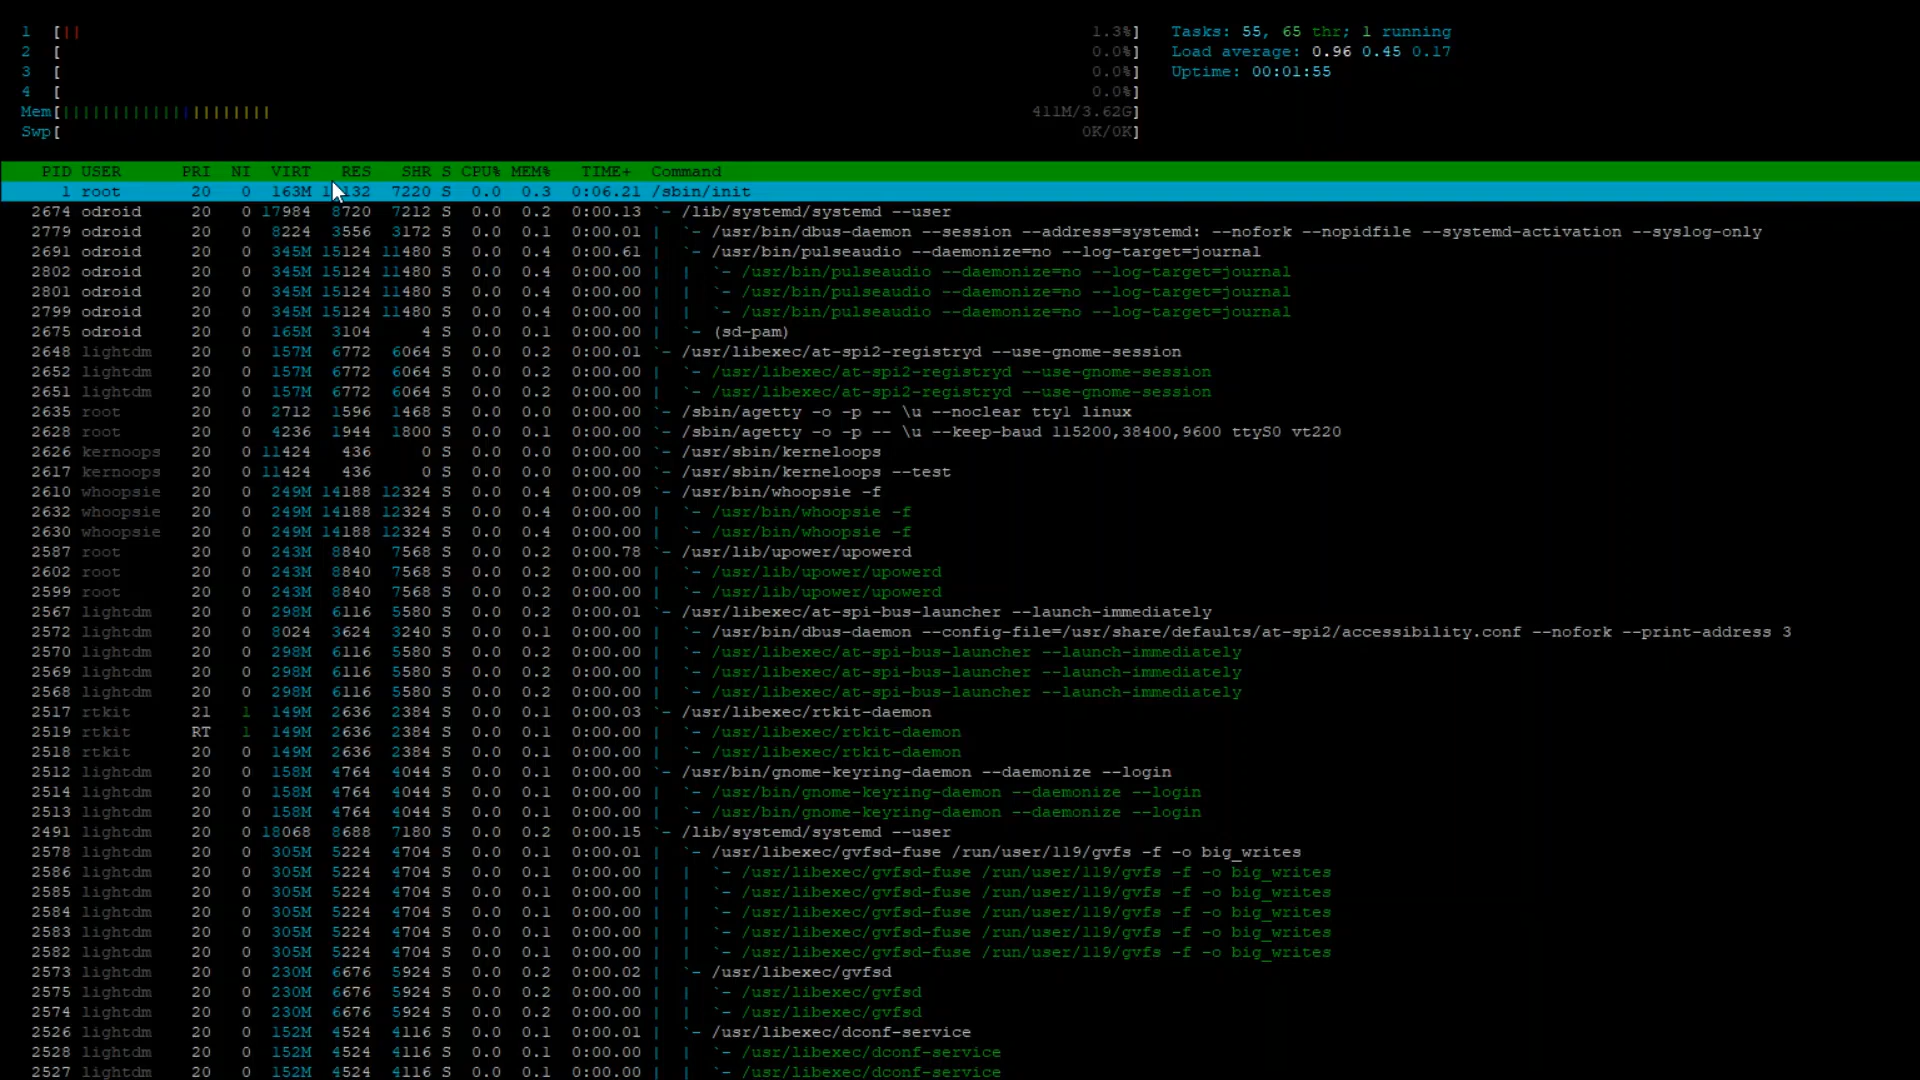 1 [|| 1.3%] Tasks: 55, 65 thr; 1 running
2 [ 0.0%] Load average: 0.96 0.45 0.17
3 [ 0.0%] Uptime: 00:01:55
4 [ 0.0%]
Mem[||||||||||||||||||||| 411M/3.62G]
Swp[ 0K/0K]
PID USER PRI NI VIRT RES SHR S CPU% MEM% TIME+ Command
1 root 20 0 163M 7220 S 0.0 0.3 0:06.21 /sbin/init
2674 odroid 20 0 17984 8720 7212 S 0.0 0.2 0:00.13 `- /lib/systemd/systemd --user
2779 odroid 20 0 8224 3556 3172 S 0.0 0.1 0:00.01 | `- /usr/bin/dbus-daemon --session --address=systemd: --nofork --nopidfile --systemd-activation --syslog-only
2691 odroid 20 0 345M 15124 11480 S 0.0 0.4 0:00.61 | `- /usr/bin/pulseaudio --daemonize=no --log-target=journal
2802 odroid 20 0 345M 15124 11480 S 0.0 0.4 0:00.00 | | `- /usr/bin/pulseaudio --daemonize=no --log-target=journal
2801 odroid 20 0 345M 15124 11480 S 0.0 0.4 0:00.00 | | `- /usr/bin/pulseaudio --daemonize=no --log-target=journal
2799 odroid 20 0 345M 15124 11480 S 0.0 0.4 0:00.00 | | `- /usr/bin/pulseaudio --daemonize=no --log-target=journal
2675 odroid 20 0 165M 3104 4 S 0.0 0.1 0:00.00 | `- (sd-pam)
2648 lightdm 20 0 157M 6772 6064 S 0.0 0.2 0:00.01 `- /usr/libexec/at-spi2-registryd --use-gnome-session
2652 lightdm 20 0 157M 6772 6064 S 0.0 0.2 0:00.00 | `- /usr/libexec/at-spi2-registryd --use-gnome-session
2651 lightdm 20 0 157M 6772 6064 S 0.0 0.2 0:00.00 | `- /usr/libexec/at-spi2-registryd --use-gnome-session
2635 root 20 0 2712 1596 1468 S 0.0 0.0 0:00.00 `- /sbin/agetty -o -p -- \u --noclear tty1 linux
2628 root 20 0 4236 1944 1800 S 0.0 0.1 0:00.00 `- /sbin/agetty -o -p -- \u --keep-baud 115200,38400,9600 ttyS0 vt220
2626 kernoops 20 0 11424 436 0 S 0.0 0.0 0:00.00 `- /usr/sbin/kerneloops
2617 kernoops 20 0 11424 436 0 S 0.0 0.0 0:00.00 `- /usr/sbin/kerneloops --test
2610 whoopsie 20 0 249M 14188 12324 S 0.0 0.4 0:00.09 `- /usr/bin/whoopsie -f
2632 whoopsie 20 0 249M 14188 12324 S 0.0 0.4 0:00.00 | `- /usr/bin/whoopsie -f
2630 whoopsie 20 0 249M 14188 12324 S 0.0 0.4 0:00.00 | `- /usr/bin/whoopsie -f
2587 root 20 0 243M 8840 7568 S 0.0 0.2 0:00.78 `- /usr/lib/upower/upowerd
2602 root 20 0 243M 8840 7568 S 0.0 0.2 0:00.00 | `- /usr/lib/upower/upowerd
2599 root 20 0 243M 8840 7568 S 0.0 0.2 0:00.00 | `- /usr/lib/upower/upowerd
2567 lightdm 20 0 298M 6116 5580 S 0.0 0.2 0:00.01 `- /usr/libexec/at-spi-bus-launcher --launch-immediately
2572 lightdm 20 0 8024 3624 3240 S 0.0 0.1 0:00.00 | `- /usr/bin/dbus-daemon --config-file=/usr/share/defaults/at-spi2/accessibility.conf --nofork --print-address 3
2570 lightdm 20 0 298M 6116 5580 S 0.0 0.2 0:00.00 | `- /usr/libexec/at-spi-bus-launcher --launch-immediately
2569 lightdm 20 0 298M 6116 5580 S 0.0 0.2 0:00.00 | `- /usr/libexec/at-spi-bus-launcher --launch-immediately
2568 lightdm 20 0 298M 6116 5580 S 0.0 0.2 0:00.00 | `- /usr/libexec/at-spi-bus-launcher --launch-immediately
2517 rtkit 21 1 149M 2636 2384 S 0.0 0.1 0:00.03 `- /usr/libexec/rtkit-daemon
2519 rtkit RT 1 149M 2636 2384 S 0.0 0.1 0:00.00 | `- /usr/libexec/rtkit-daemon
2518 rtkit 20 0 149M 2636 2384 S 0.0 0.1 0:00.00 | `- /usr/libexec/rtkit-daemon
2512 lightdm 20 0 158M 4764 4044 S 0.0 0.1 0:00.00 `- /usr/bin/gnome-keyring-daemon --daemonize --login
2514 lightdm 20 0 158M 4764 4044 S 0.0 0.1 0:00.00 | `- /usr/bin/gnome-keyring-daemon --daemonize --login
2513 lightdm 20 0 158M 4764 4044 S 0.0 0.1 0:00.00 | `- /usr/bin/gnome-keyring-daemon --daemonize --login
2491 lightdm 20 0 18068 8688 7180 S 0.0 0.2 0:00.15 `- /lib/systemd/systemd --user
2578 lightdm 20 0 305M 5224 4704 S 0.0 0.1 0:00.01 | `- /usr/libexec/gvfsd-fuse /run/user/119/gvfs -f -o big_writes
2586 lightdm 20 0 305M 5224 4704 S 0.0 0.1 0:00.00 | | `- /usr/libexec/gvfsd-fuse /run/user/119/gvfs -f -o big_writes
2585 lightdm 20 0 305M 5224 4704 S 0.0 0.1 0:00.00 | | `- /usr/libexec/gvfsd-fuse /run/user/119/gvfs -f -o big_writes
2584 lightdm 20 0 305M 5224 4704 S 0.0 0.1 0:00.00 | | `- /usr/libexec/gvfsd-fuse /run/user/119/gvfs -f -o big_writes
2583 lightdm 20 0 305M 5224 4704 S 0.0 0.1 0:00.00 | | `- /usr/libexec/gvfsd-fuse /run/user/119/gvfs -f -o big_writes
2582 lightdm 20 0 305M 5224 4704 S 0.0 0.1 0:00.00 | | `- /usr/libexec/gvfsd-fuse /run/user/119/gvfs -f -o big_writes
2573 lightdm 20 0 230M 6676 5924 S 0.0 0.2 0:00.02 | `- /usr/libexec/gvfsd
2575 lightdm 20 0 230M 6676 5924 S 0.0 0.2 0:00.00 | | `- /usr/libexec/gvfsd
2574 lightdm 20 0 230M 6676 5924 S 0.0 0.2 0:00.00 | | `- /usr/libexec/gvfsd
2526 lightdm 20 0 152M 4524 4116 S 0.0 0.1 0:00.01 | `- /usr/libexec/dconf-service
2528 lightdm 20 0 152M 4524 4116 S 0.0 0.1 0:00.00 | | `- /usr/libexec/dconf-service
2527 lightdm 20 0 152M 4524 4116 S 0.0 0.1 0:00.00 | | `- /usr/libexec/dconf-service